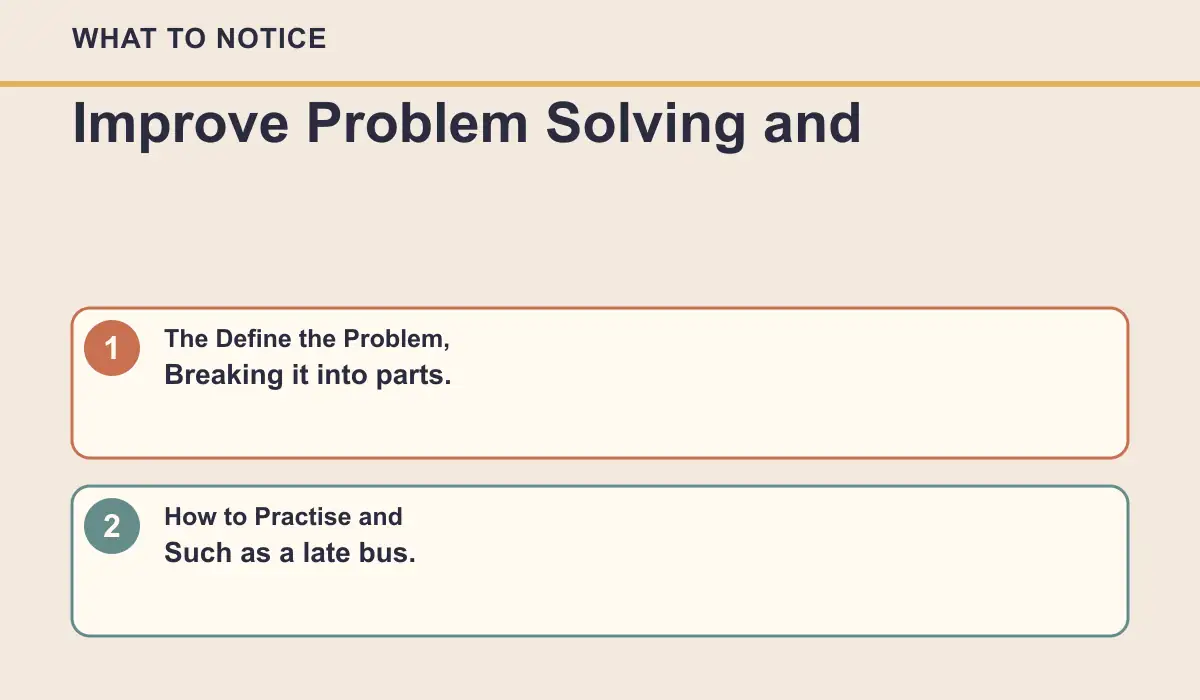 WHAT TO NOTICE
Improve Problem Solving and
1
The Define the Problem,
Breaking it into parts.
2
How to Practise and
Such as a late bus.